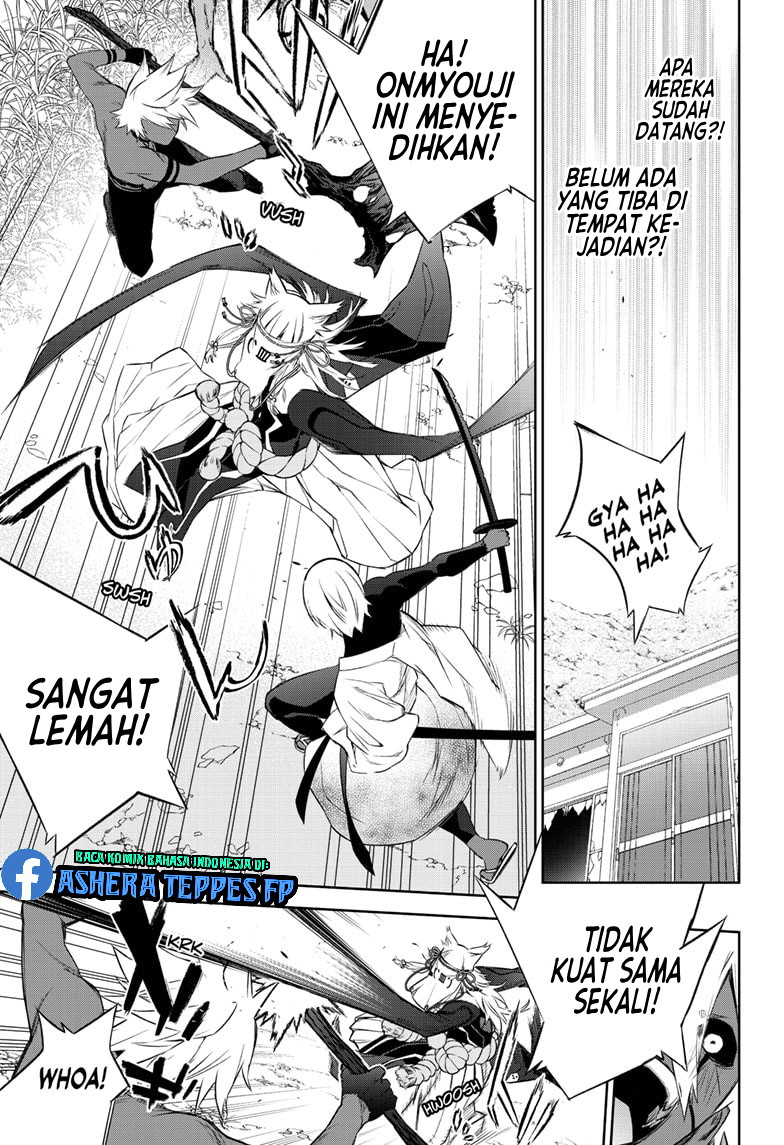 APA
MEREKA
SUDAH
DATANG?!
BELUM ADA
YANG TIBA DI
TEMPAT KE-
JADIAN?!
GYA HA
HA HA
HA HA
HA!
HA!
ONMYOUJI
INI MENYE-
DIHKAN!
VVSH
SWSH
SANGAT
LEMAH!
BACA KOMIK BAHASA INDONESIA DI:
ASHERA TEPPES FP
TIDAK
KUAT SAMA
SEKALI!
KRK
HWOOSH
WHOA!